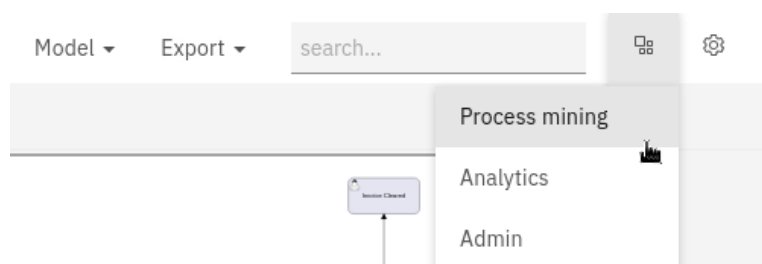 Model Export search...
Process mining
Analytics
Invoice Cleared
Admin